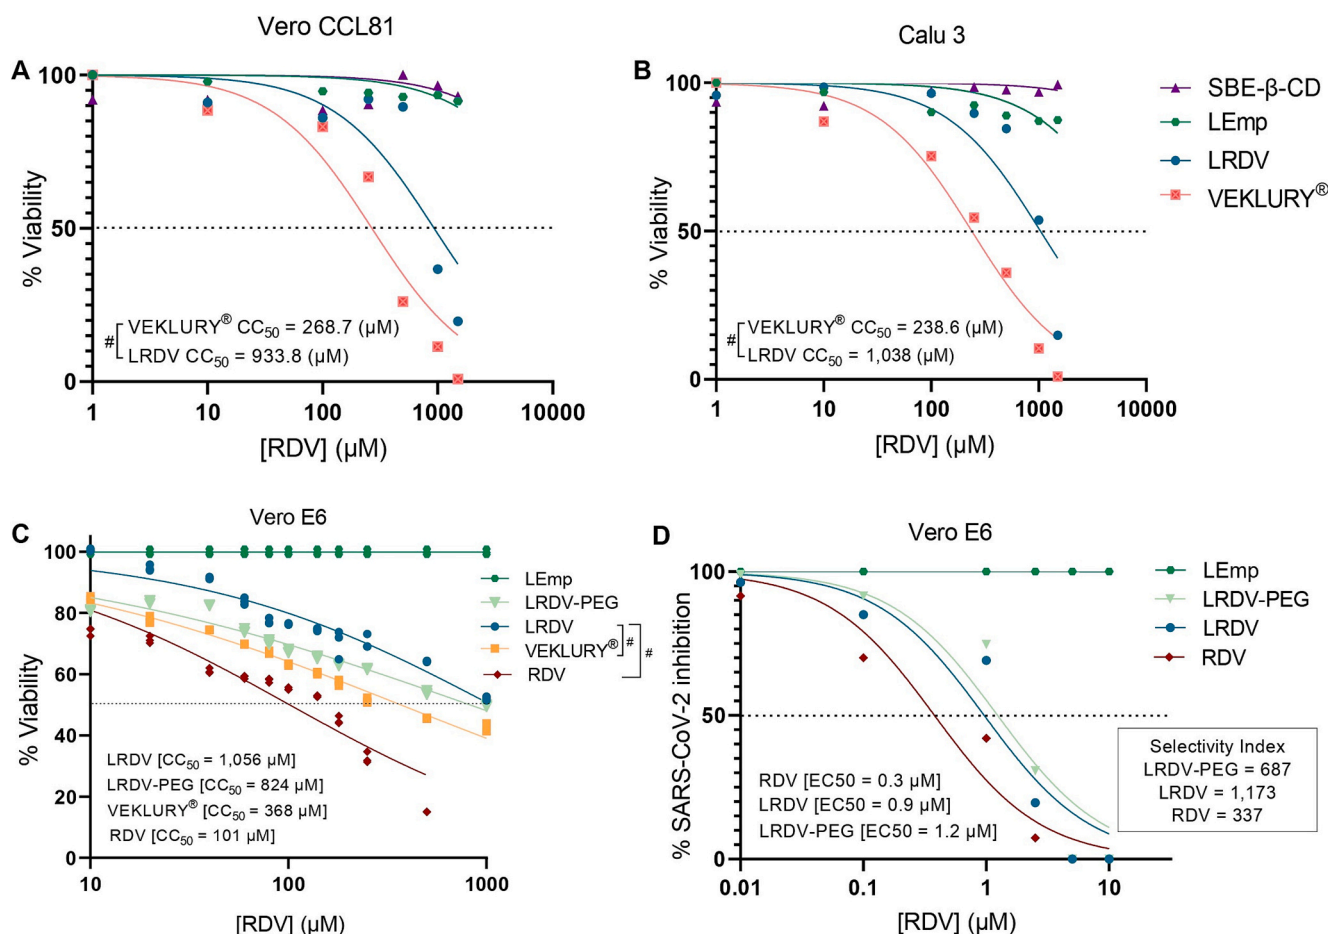 Vero CCL81
A
100
50
0
% Viability
VEKLURY® CC50 = 268.7 (µM)
#
LRDV CC50 = 933.8 (µM)
1 10 100 1000 10000
[RDV] (µM)
Calu 3
B
100
50
0
% Viability
VEKLURY® CC50 = 238.6 (µM)
#
LRDV CC50 = 1,038 (µM)
1 10 100 1000 10000
[RDV] (µM)
SBE-β-CD
LEmp
LRDV
VEKLURY®
Vero E6
C
100
80
60
40
20
0
% Viability
LEmp
LRDV-PEG
LRDV
VEKLURY® # #
RDV
LRDV [CC50 = 1,056 µM]
LRDV-PEG [CC50 = 824 µM]
VEKLURY® [CC50 = 368 µM]
RDV [CC50 = 101 µM]
10 100 1000
[RDV] (µM)
Vero E6
D
100
50
0
% SARS-CoV-2 inhibition
LEmp
LRDV-PEG
LRDV
RDV
RDV [EC50 = 0.3 µM]
LRDV [EC50 = 0.9 µM]
LRDV-PEG [EC50 = 1.2 µM]
Selectivity Index
LRDV-PEG = 687
LRDV = 1,173
RDV = 337
0.01 0.1 1 10
[RDV] (µM)